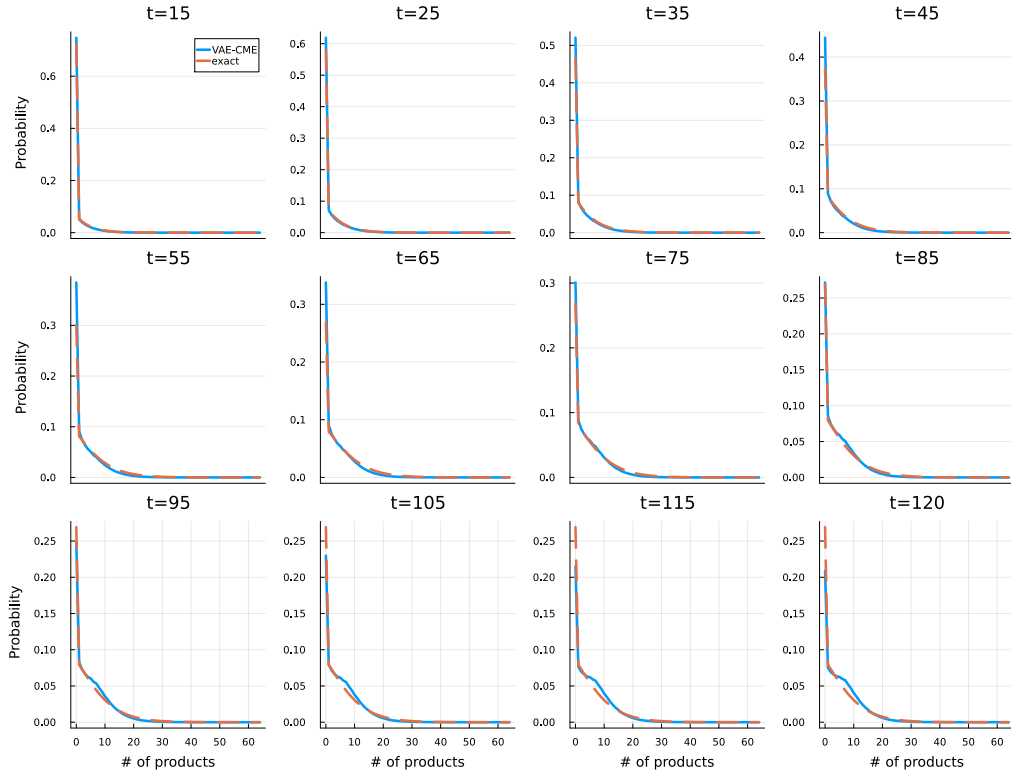 t=15
t=25
t=35
t=45
VAE-CME
exact
Probability
0.6
0.4
0.2
0.0
0.6
0.5
0.4
0.3
0.2
0.1
0.0
0.5
0.4
0.3
0.2
0.1
0.0
0.4
0.3
0.2
0.1
0.0
t=55
t=65
t=75
t=85
Probability
0.3
0.2
0.1
0.0
0.3
0.2
0.1
0.0
0.3
0.2
0.1
0.0
0.25
0.20
0.15
0.10
0.05
0.00
t=95
t=105
t=115
t=120
Probability
0.25
0.20
0.15
0.10
0.05
0.00
0.25
0.20
0.15
0.10
0.05
0.00
0.25
0.20
0.15
0.10
0.05
0.00
0.25
0.20
0.15
0.10
0.05
0.00
0 10 20 30 40 50 60
0 10 20 30 40 50 60
0 10 20 30 40 50 60
0 10 20 30 40 50 60
# of products
# of products
# of products
# of products